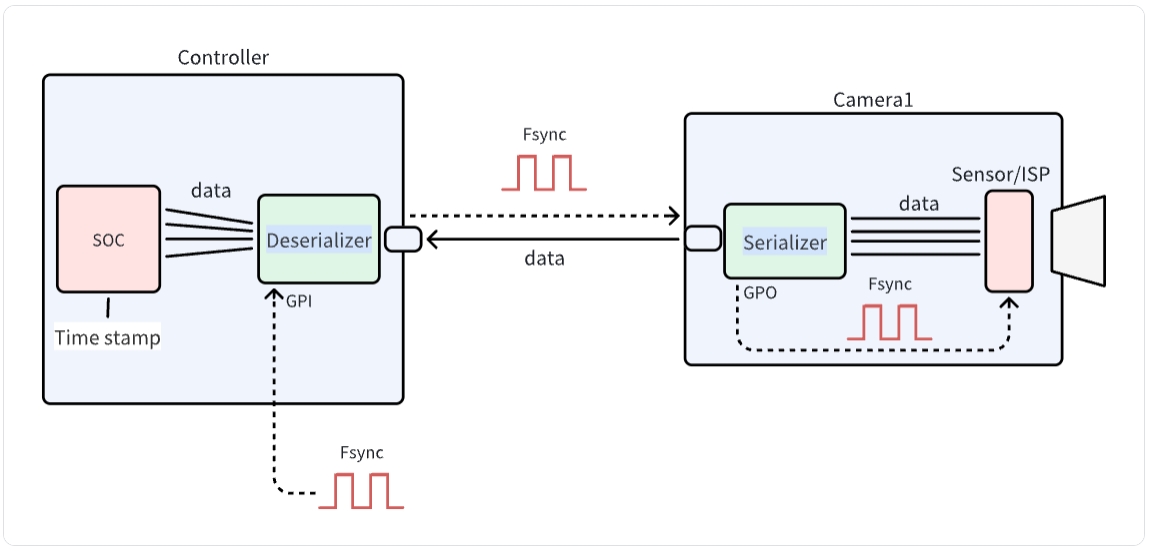 Controller
Camera1
Fsync
Sensor/ISP
data
data
SOC
Deserializer
Serializer
data
Fsync
GPI
GPO
Time stamp
Fsync